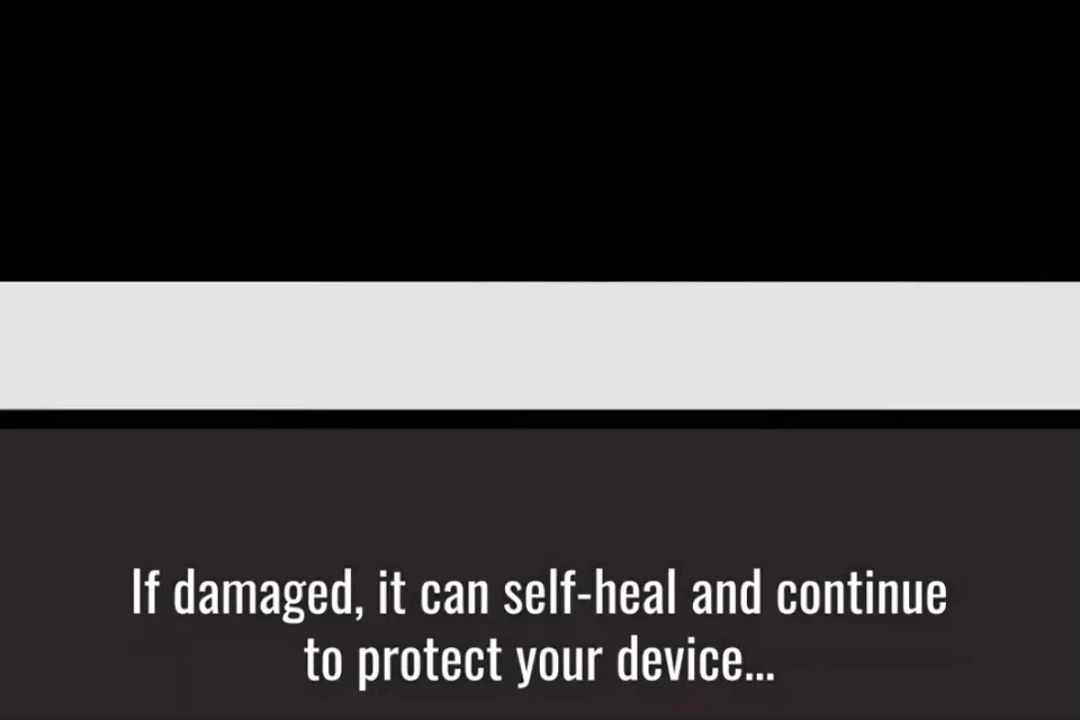 If damaged, it can self-heal and continue
to protect your device...